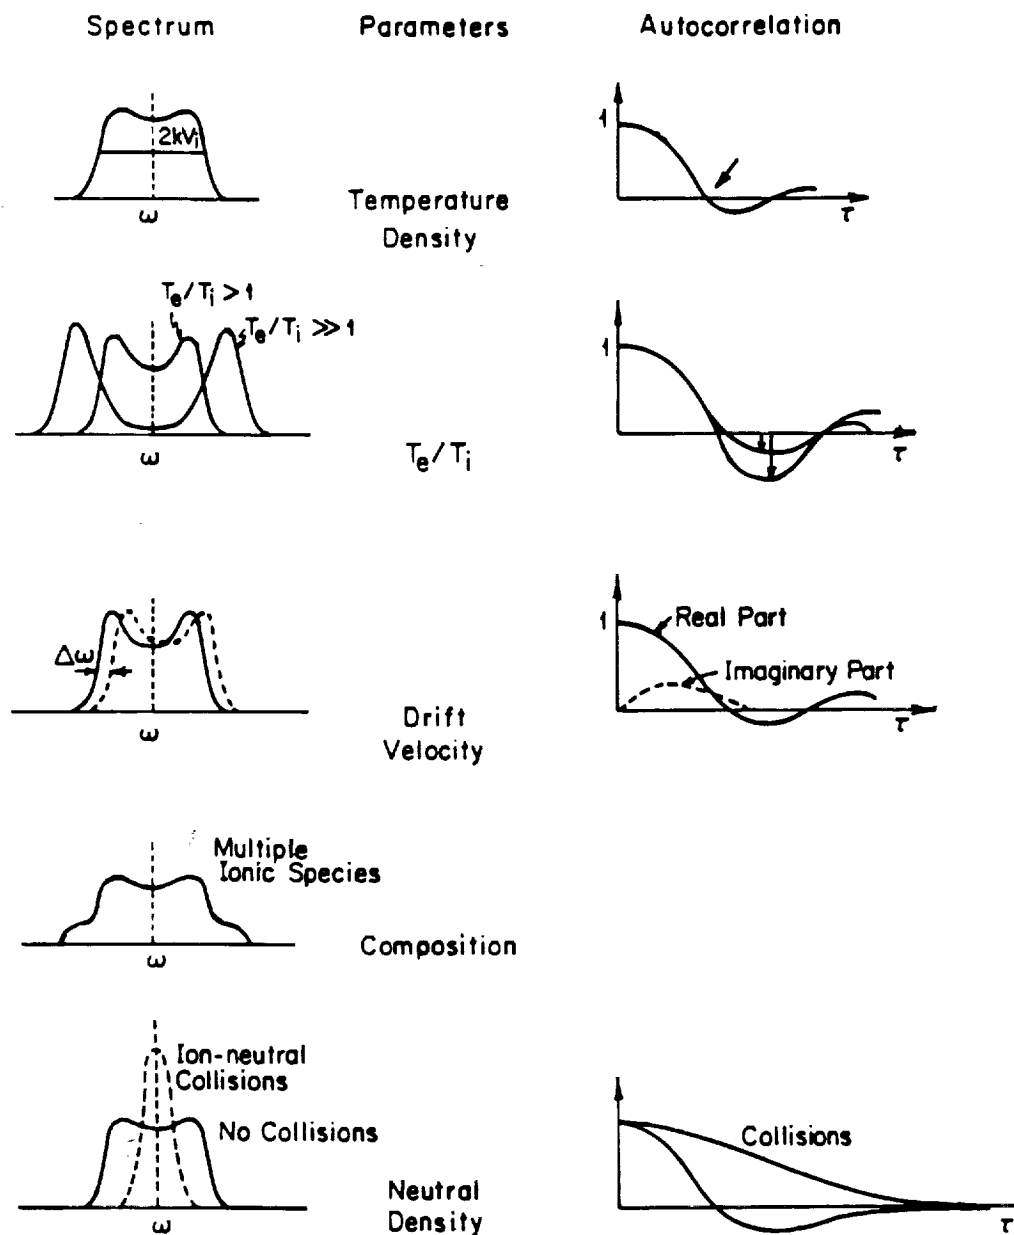 Spectrum Parameters Autocorrelation
2kVi
ω
Temperature
Density
1
τ
Te/Ti > 1
Te/Ti ≫ 1
ω
Te/Ti
1
τ
Δω
ω
Drift
Velocity
1
Real Part
Imaginary Part
τ
Multiple
Ionic Species
ω
Composition
Ion-neutral
Collisions
No Collisions
ω
Neutral
Density
Collisions
τ